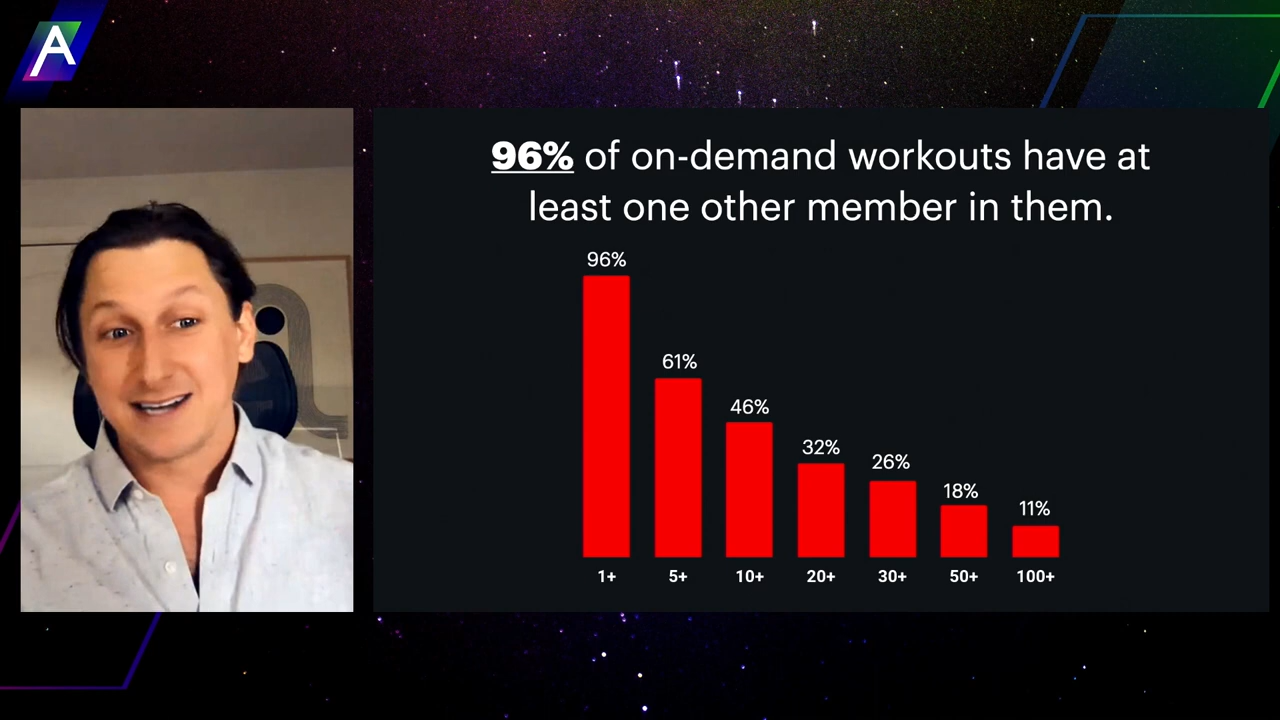 A
96% of on-demand workouts have at
least one other member in them.
96%
61%
46%
32%
26%
18%
11%
1+ 5+ 10+ 20+ 30+ 50+ 100+